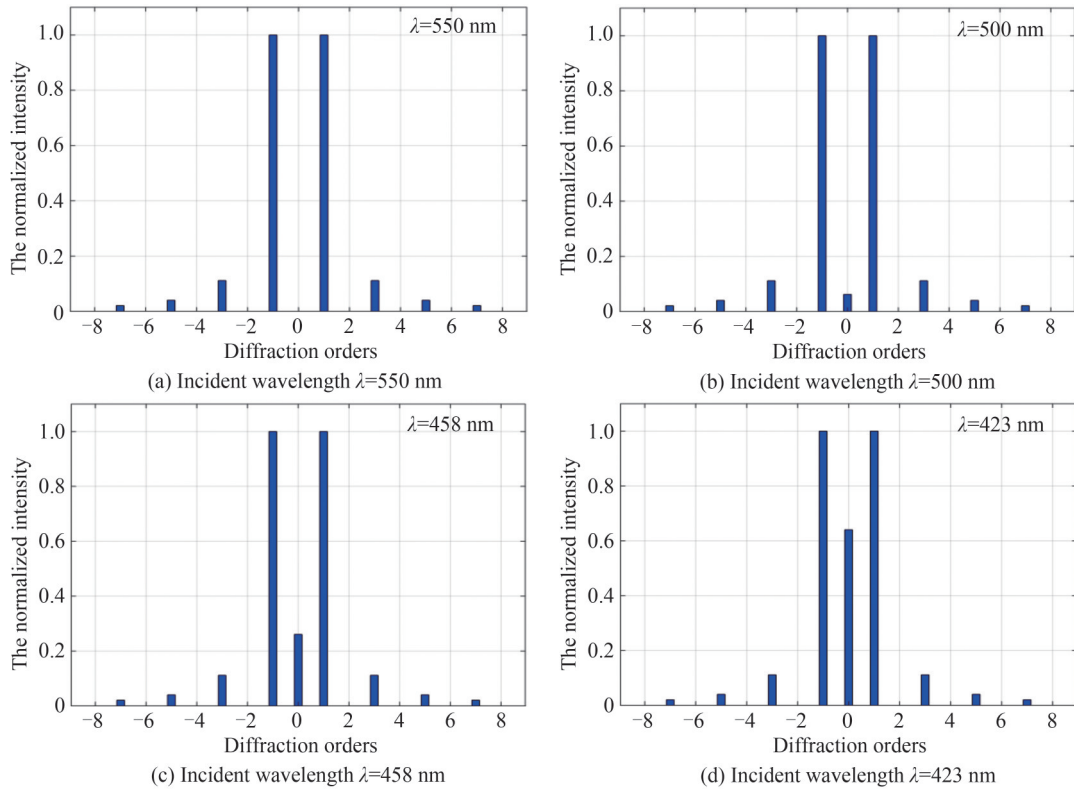 λ=550 nm
The normalized intensity
1.0
0.8
0.6
0.4
0.2
0
−8 −6 −4 −2 0 2 4 6 8
Diffraction orders
(a) Incident wavelength λ=550 nm
λ=500 nm
The normalized intensity
1.0
0.8
0.6
0.4
0.2
0
−8 −6 −4 −2 0 2 4 6 8
Diffraction orders
(b) Incident wavelength λ=500 nm
λ=458 nm
The normalized intensity
1.0
0.8
0.6
0.4
0.2
0
−8 −6 −4 −2 0 2 4 6 8
Diffraction orders
(c) Incident wavelength λ=458 nm
λ=423 nm
The normalized intensity
1.0
0.8
0.6
0.4
0.2
0
−8 −6 −4 −2 0 2 4 6 8
Diffraction orders
(d) Incident wavelength λ=423 nm